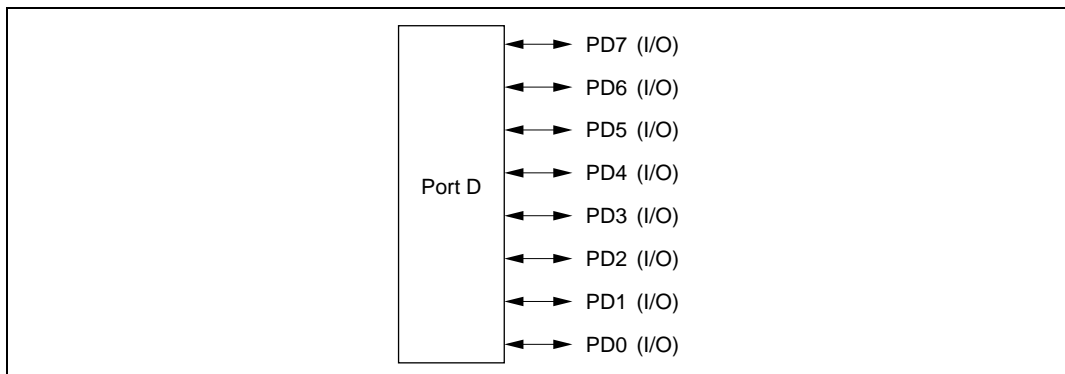 PD7 (I/O)
PD6 (I/O)
PD5 (I/O)
PD4 (I/O)
Port D
PD3 (I/O)
PD2 (I/O)
PD1 (I/O)
PD0 (I/O)